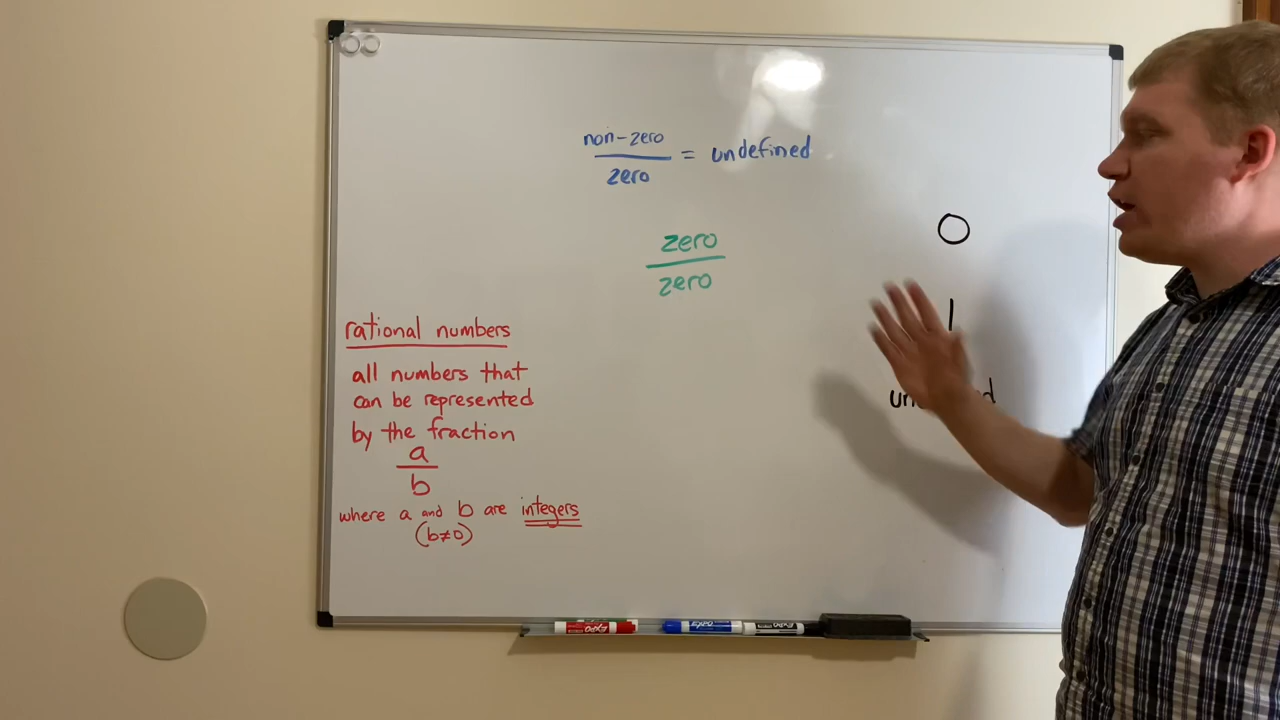 non-zero
zero
= undefined
zero
zero
rational numbers
all numbers that
can be represented
by the fraction
a
b
where a and b are integers
(b≠0)
0
1
EXPO
EXPO
EXPO